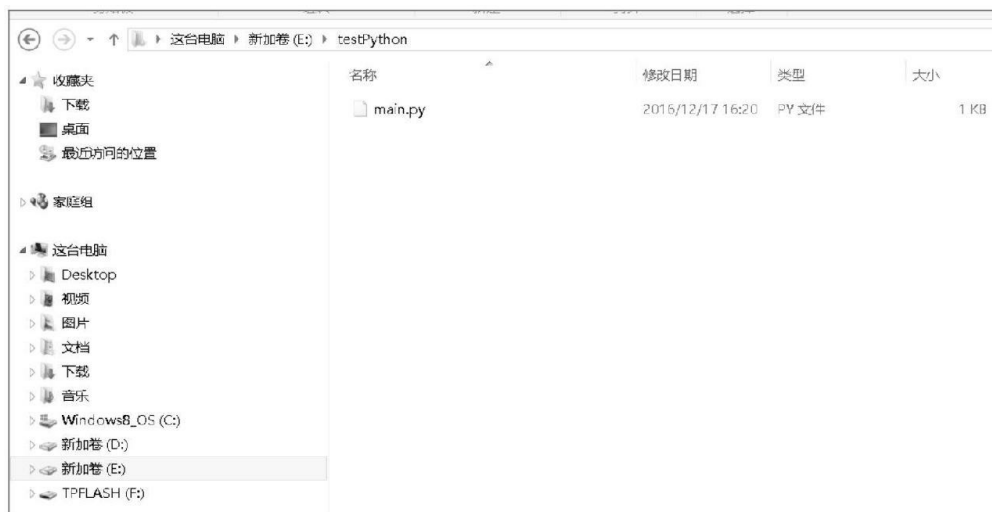 这台电脑 新加卷 (E:) testPython
名称 修改日期 类型 大小
main.py 2016/12/17 16:20 PY 文件 1 KB
收藏夹
下载
桌面
最近访问的位置
家庭组
这台电脑
Desktop
视频
图片
文档
下载
音乐
Windows8_OS (C:)
新加卷 (D:)
新加卷 (E:)
TPFLASH (F:)